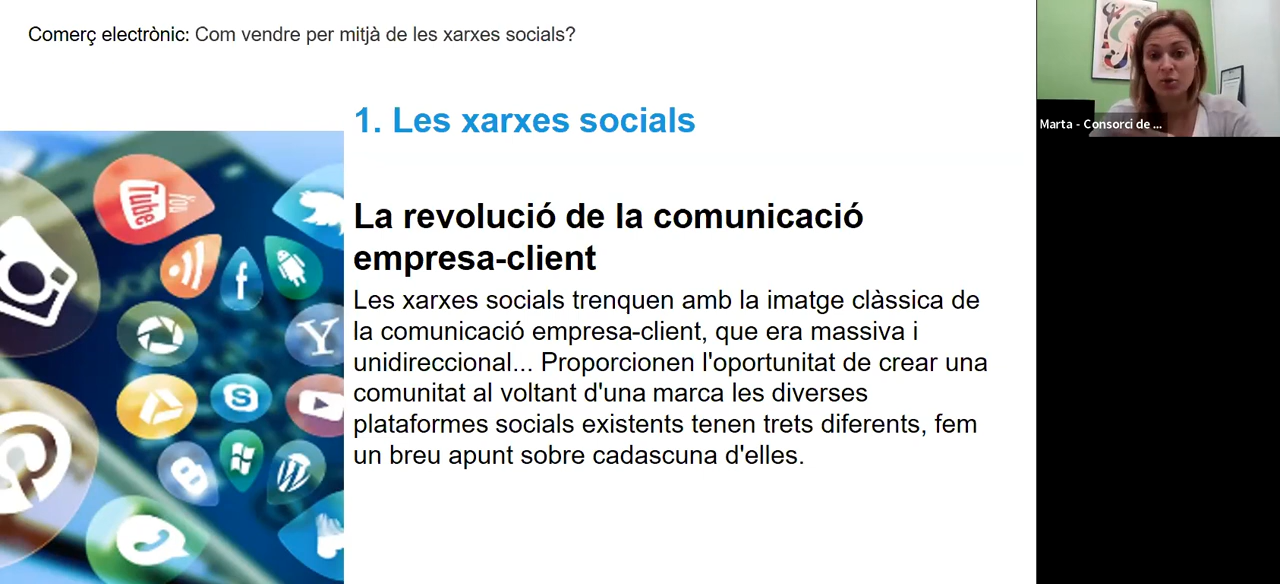 Comerç electrònic: Com vendre per mitjà de les xarxes socials?
1. Les xarxes socials
La revolució de la comunicació
empresa-client
Les xarxes socials trenquen amb la imatge clàssica de
la comunicació empresa-client, que era massiva i
unidireccional... Proporcionen l'oportunitat de crear una
comunitat al voltant d'una marca les diverses
plataformes socials existents tenen trets diferents, fem
un breu apunt sobre cadascuna d'elles.
You
Tube
Marta - Consorci de ...